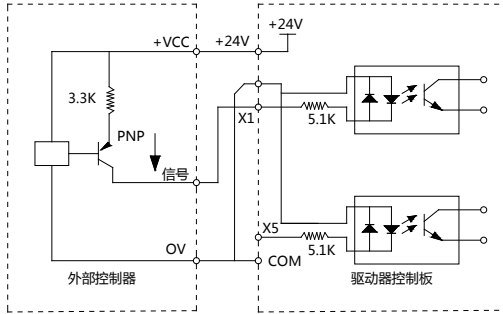 +24V
+VCC
+24V
3.3K
PNP
X1
5.1K
信号
X5
5.1K
OV
COM
外部控制器
驱动器控制板